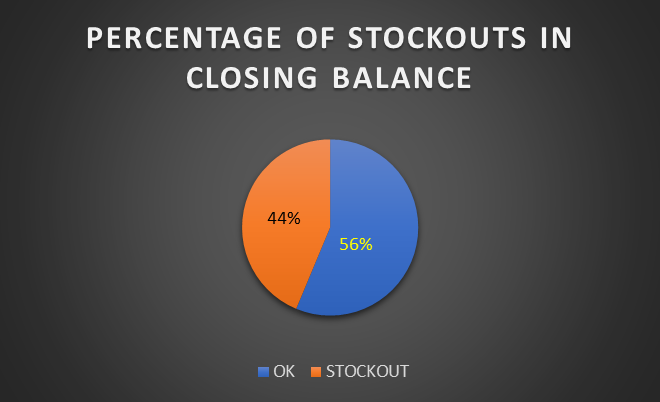 PERCENTAGE OF STOCKOUTS IN
CLOSING BALANCE
44%
56%
OK STOCKOUT